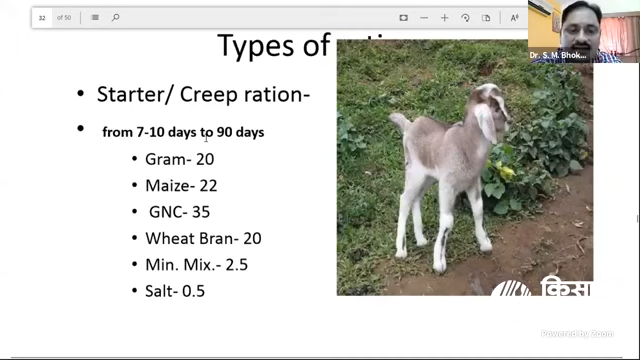 32 of 50
Types of
Dr. S. M. Bhok...
• Starter/ Creep ration-
• from 7-10 days to 90 days
• Gram- 20
• Maize- 22
• GNC- 35
• Wheat Bran- 20
• Min. Mix.- 2.5
• Salt- 0.5
किसा
Powered by Zoom